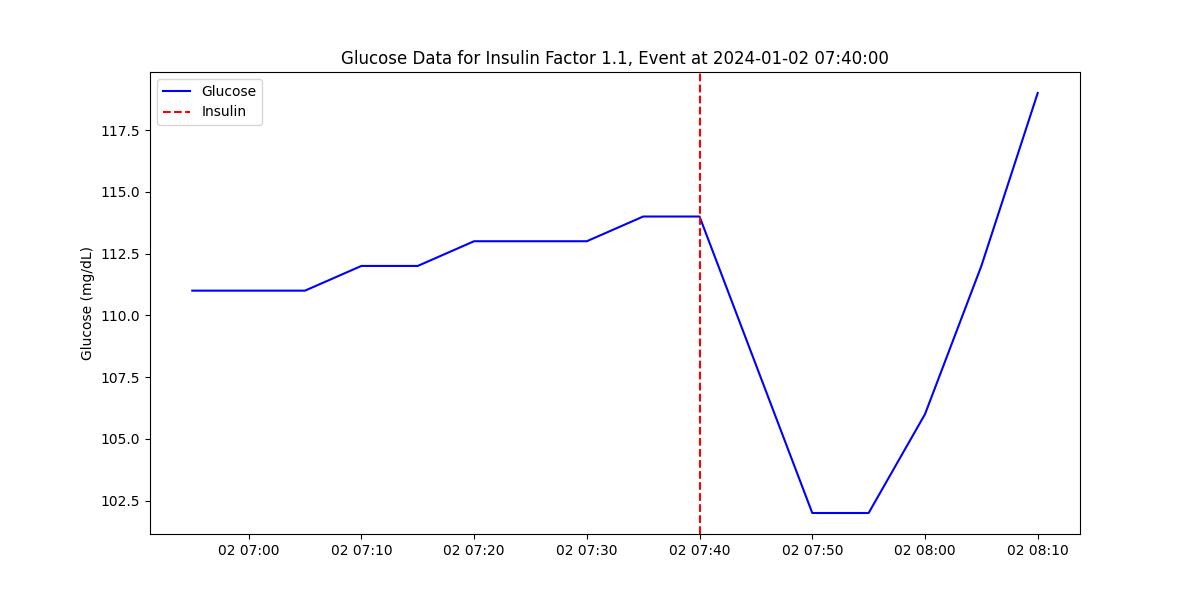 Glucose Data for Insulin Factor 1.1, Event at 2024-01-02 07:40:00
Glucose
Insulin
Glucose (mg/dL)
117.5
115.0
112.5
110.0
107.5
105.0
102.5
02 07:00 02 07:10 02 07:20 02 07:30 02 07:40 02 07:50 02 08:00 02 08:10